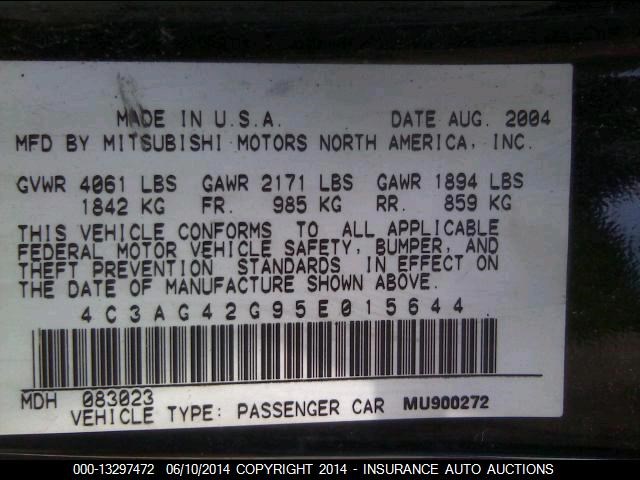 MADE IN U.S.A. DATE AUG. 2004
MFD BY MITSUBISHI MOTORS NORTH AMERICA, INC.
GVWR 4061 LBS GAWR 2171 LBS GAWR 1894 LBS
1842 KG FR. 985 KG RR. 859 KG
THIS VEHICLE CONFORMS TO ALL APPLICABLE
FEDERAL MOTOR VEHICLE SAFETY, BUMPER, AND
THEFT PREVENTION STANDARDS IN EFFECT ON
THE DATE OF MANUFACTURE SHOWN ABOVE.
4C3AG42G95E015644
MDH 083023
VEHICLE TYPE: PASSENGER CAR MU900272
000-13297472 06/10/2014 COPYRIGHT 2014 - INSURANCE AUTO AUCTIONS